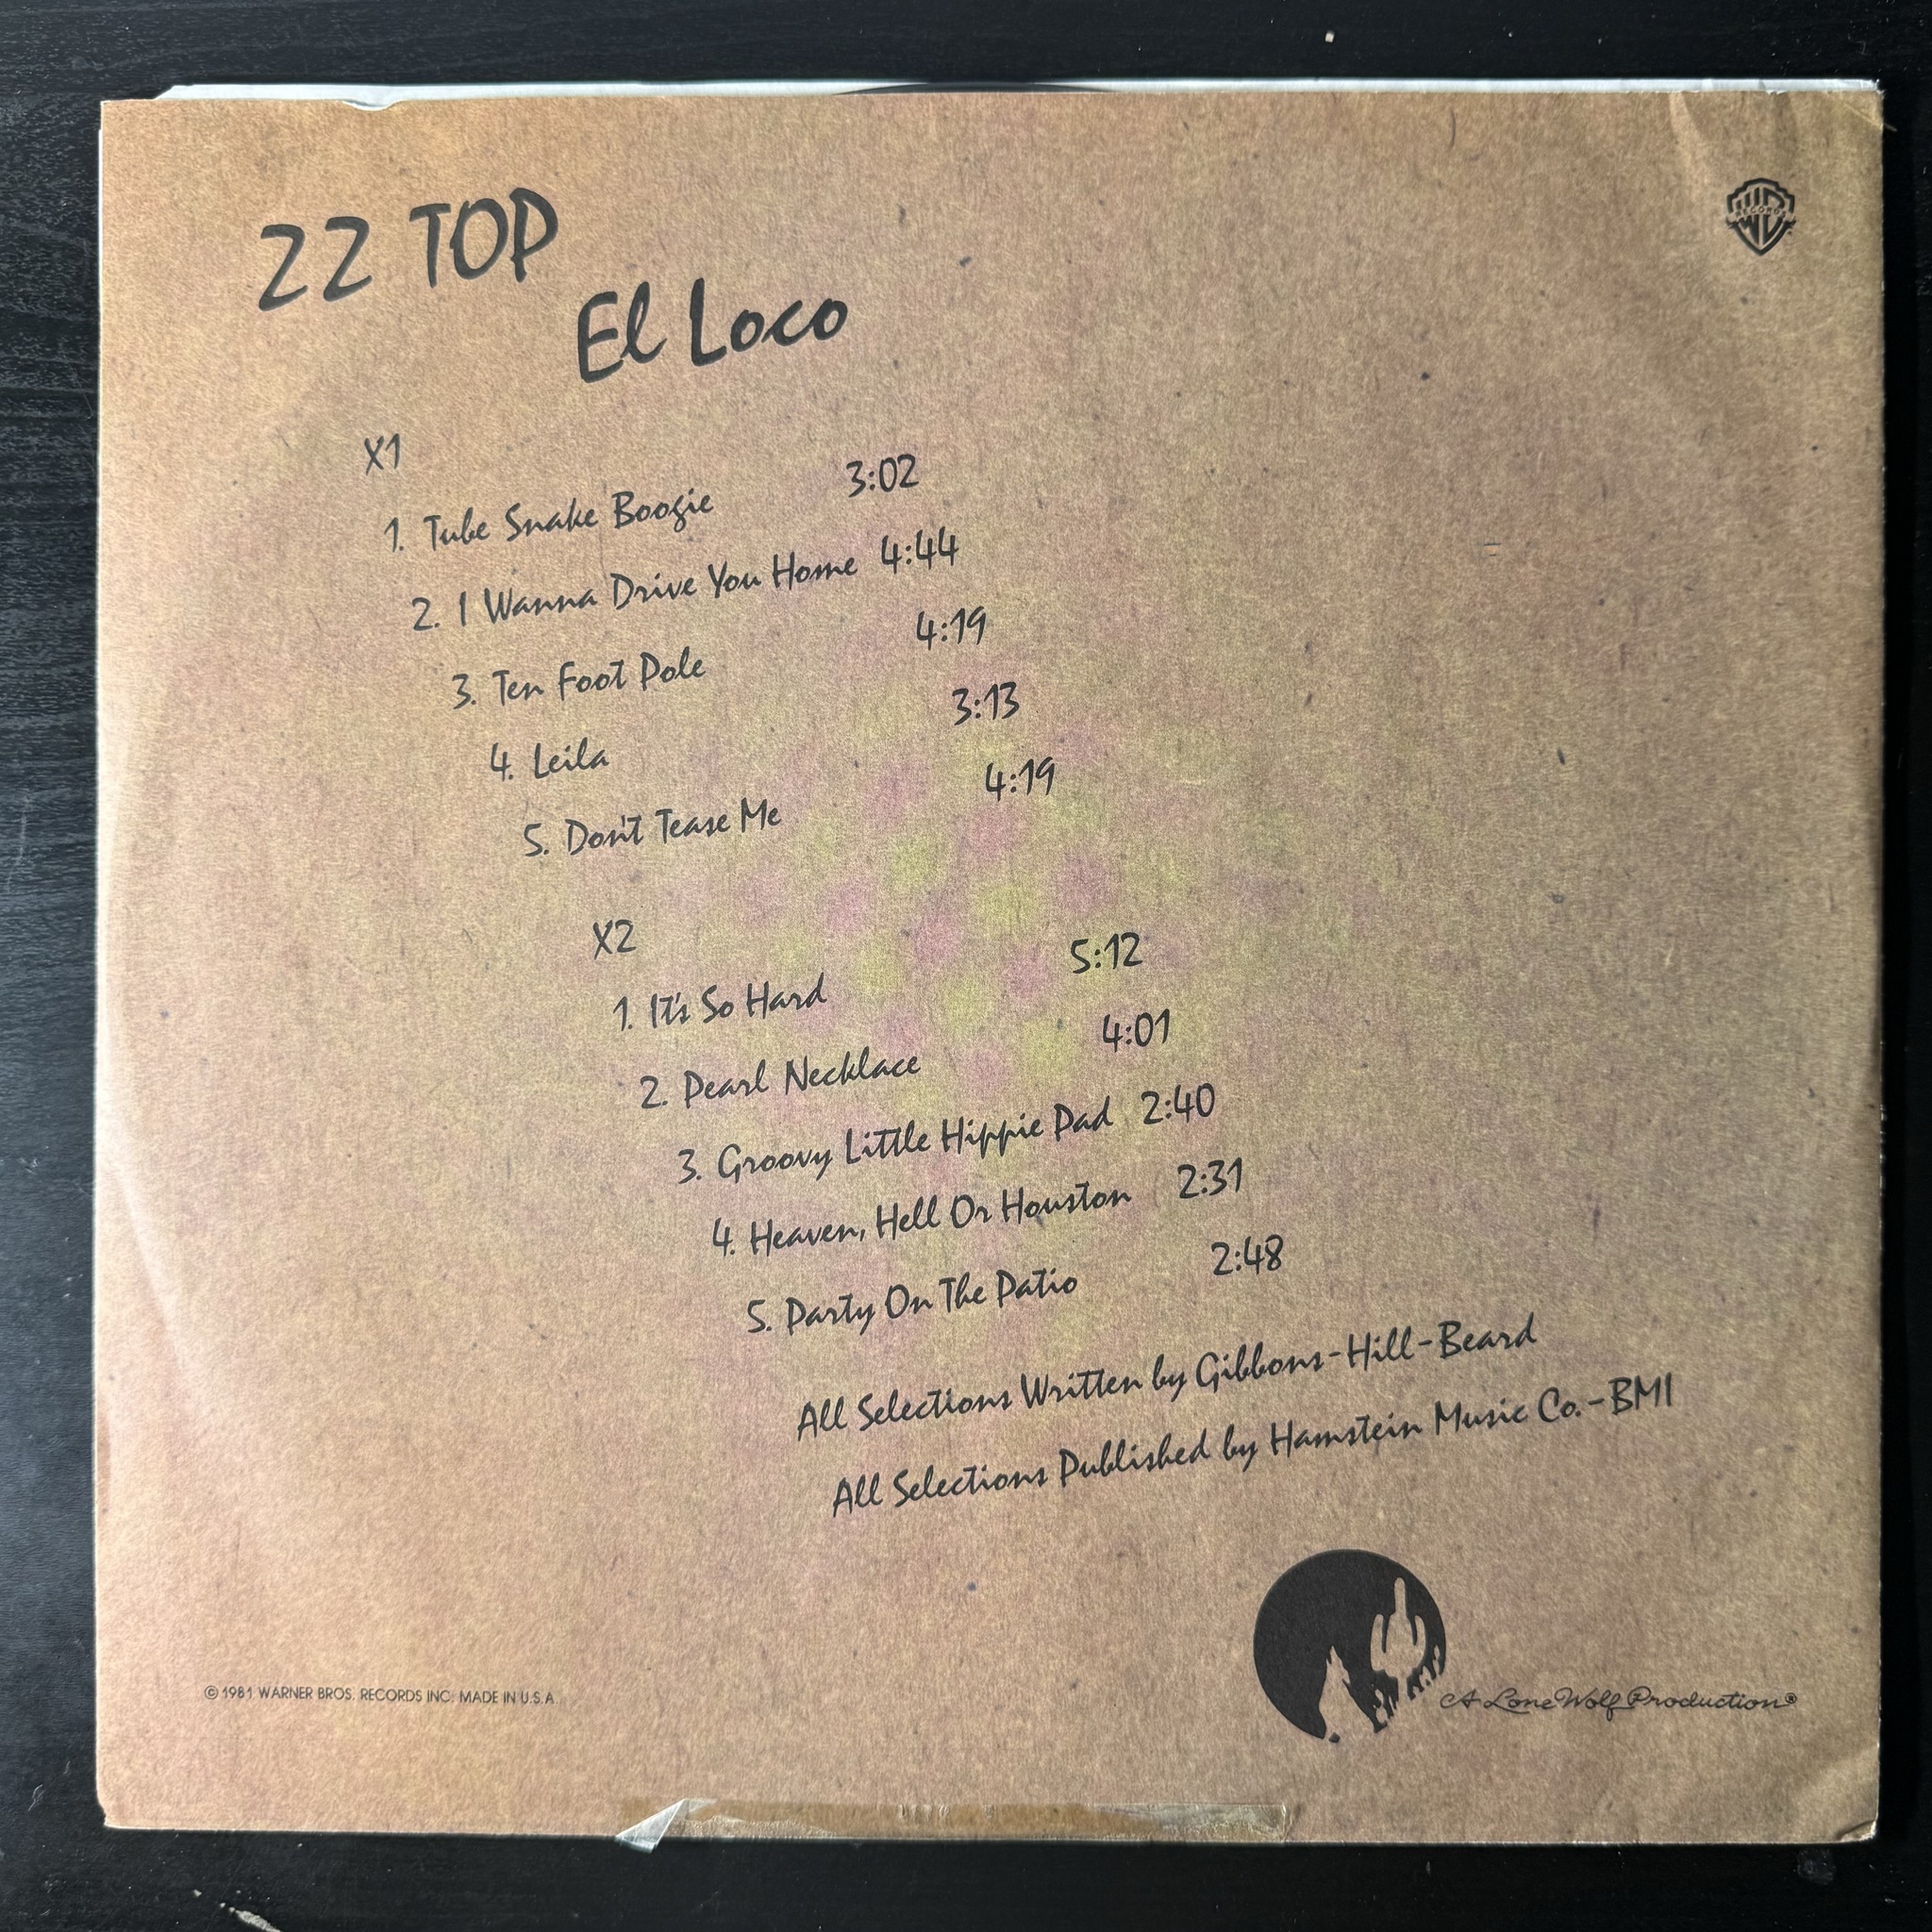 ZZ TOP
El Loco
RECORDS
X1
1. Tube Snake Boogie 3:02
2. I Wanna Drive You Home 4:44
3. Ten Foot Pole 4:19
4. Leila 3:13
5. Don't Tease Me 4:19
X2
1. It's So Hard 5:12
2. Pearl Necklace 4:01
3. Groovy Little Hippie Pad 2:40
4. Heaven, Hell Or Houston 2:31
5. Party On The Patio 2:48
All Selections Written by Gibbons-Hill-Beard
All Selections Published by Hamstein Music Co.-BMI
© 1981 WARNER BROS. RECORDS INC. MADE IN U.S.A.
A Lone Wolf Production®